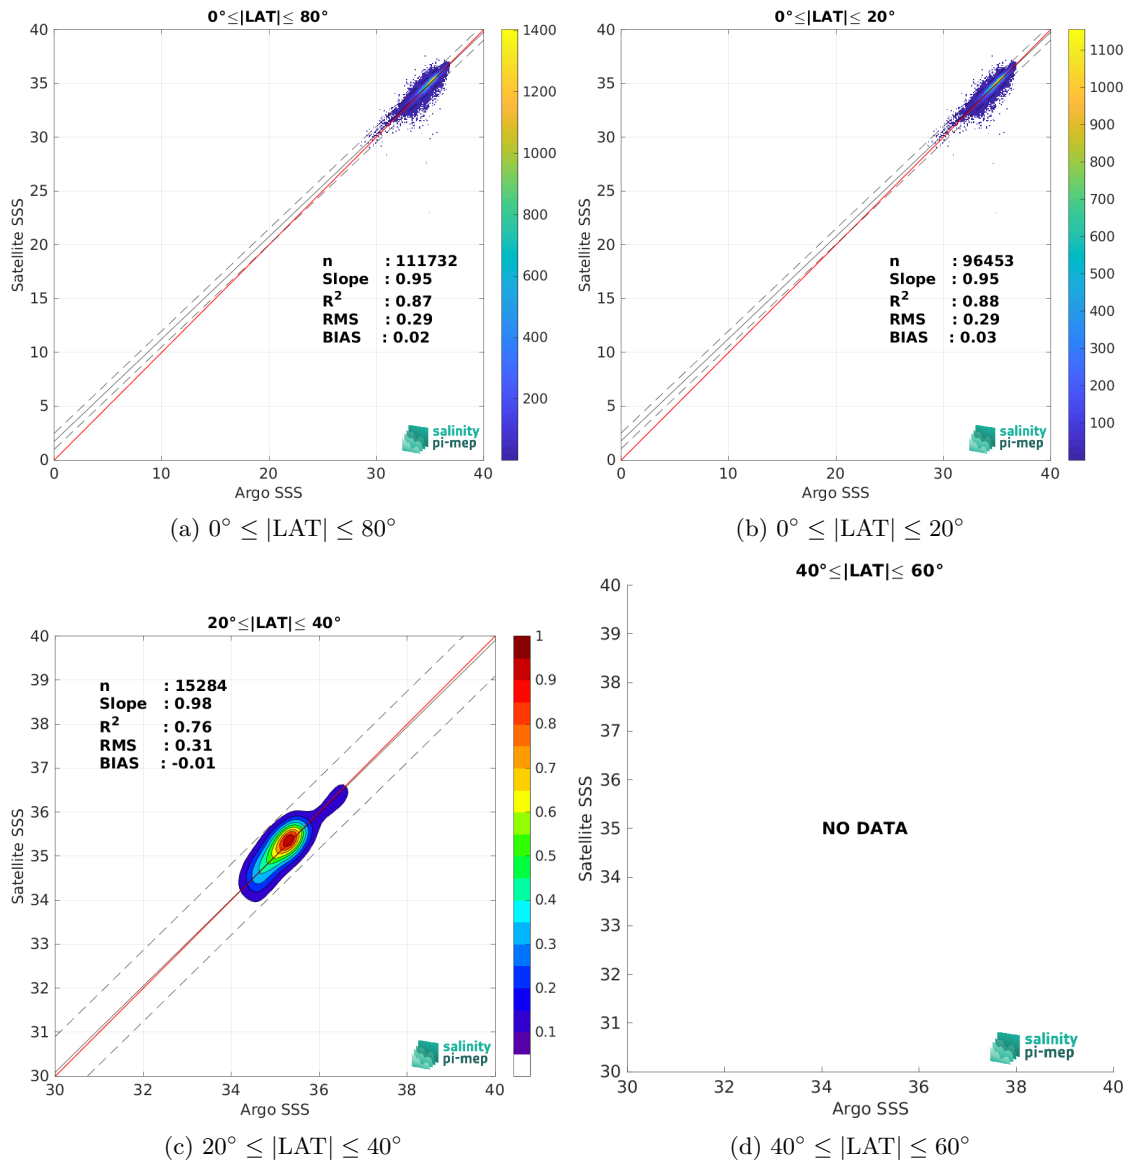 0°≤|LAT|≤ 80°
Satellite SSS
40
35
30
25
20
15
10
5
0
0
10
20
30
40
Argo SSS
n : 111732
Slope : 0.95
R² : 0.87
RMS : 0.29
BIAS : 0.02
salinity
pi-mep
1400
1200
1000
800
600
400
200
(a) 0° ≤ |LAT| ≤ 80°
0°≤|LAT|≤ 20°
Satellite SSS
40
35
30
25
20
15
10
5
0
0
10
20
30
40
Argo SSS
n : 96453
Slope : 0.95
R² : 0.88
RMS : 0.29
BIAS : 0.03
salinity
pi-mep
1100
1000
900
800
700
600
500
400
300
200
100
(b) 0° ≤ |LAT| ≤ 20°
20°≤|LAT|≤ 40°
Satellite SSS
40
39
38
37
36
35
34
33
32
31
30
30
32
34
36
38
40
Argo SSS
n : 15284
Slope : 0.98
R² : 0.76
RMS : 0.31
BIAS : -0.01
salinity
pi-mep
1
0.9
0.8
0.7
0.6
0.5
0.4
0.3
0.2
0.1
(c) 20° ≤ |LAT| ≤ 40°
40°≤|LAT|≤ 60°
Satellite SSS
40
39
38
37
36
35
34
33
32
31
30
30
32
34
36
38
40
Argo SSS
NO DATA
salinity
pi-mep
(d) 40° ≤ |LAT| ≤ 60°